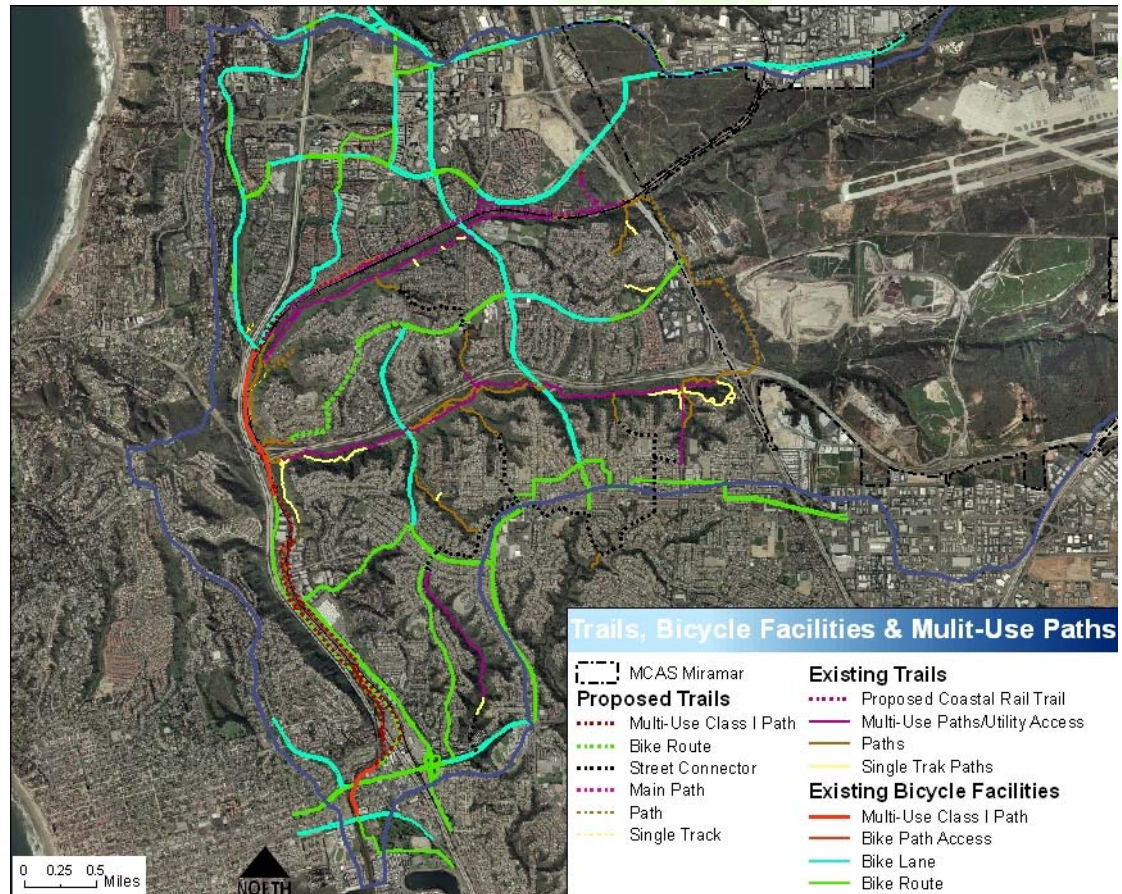 Trails, Bicycle Facilities & Mulit-Use Paths
MCAS Miramar
Proposed Trails
Multi-Use Class I Path
Bike Route
Street Connector
Main Path
Path
Single Track
Existing Trails
Proposed Coastal Rail Trail
Multi-Use Paths/Utility Access
Paths
Single Trak Paths
Existing Bicycle Facilities
Multi-Use Class I Path
Bike Path Access
Bike Lane
Bike Route
0 0.25 0.5
Miles
NORTH